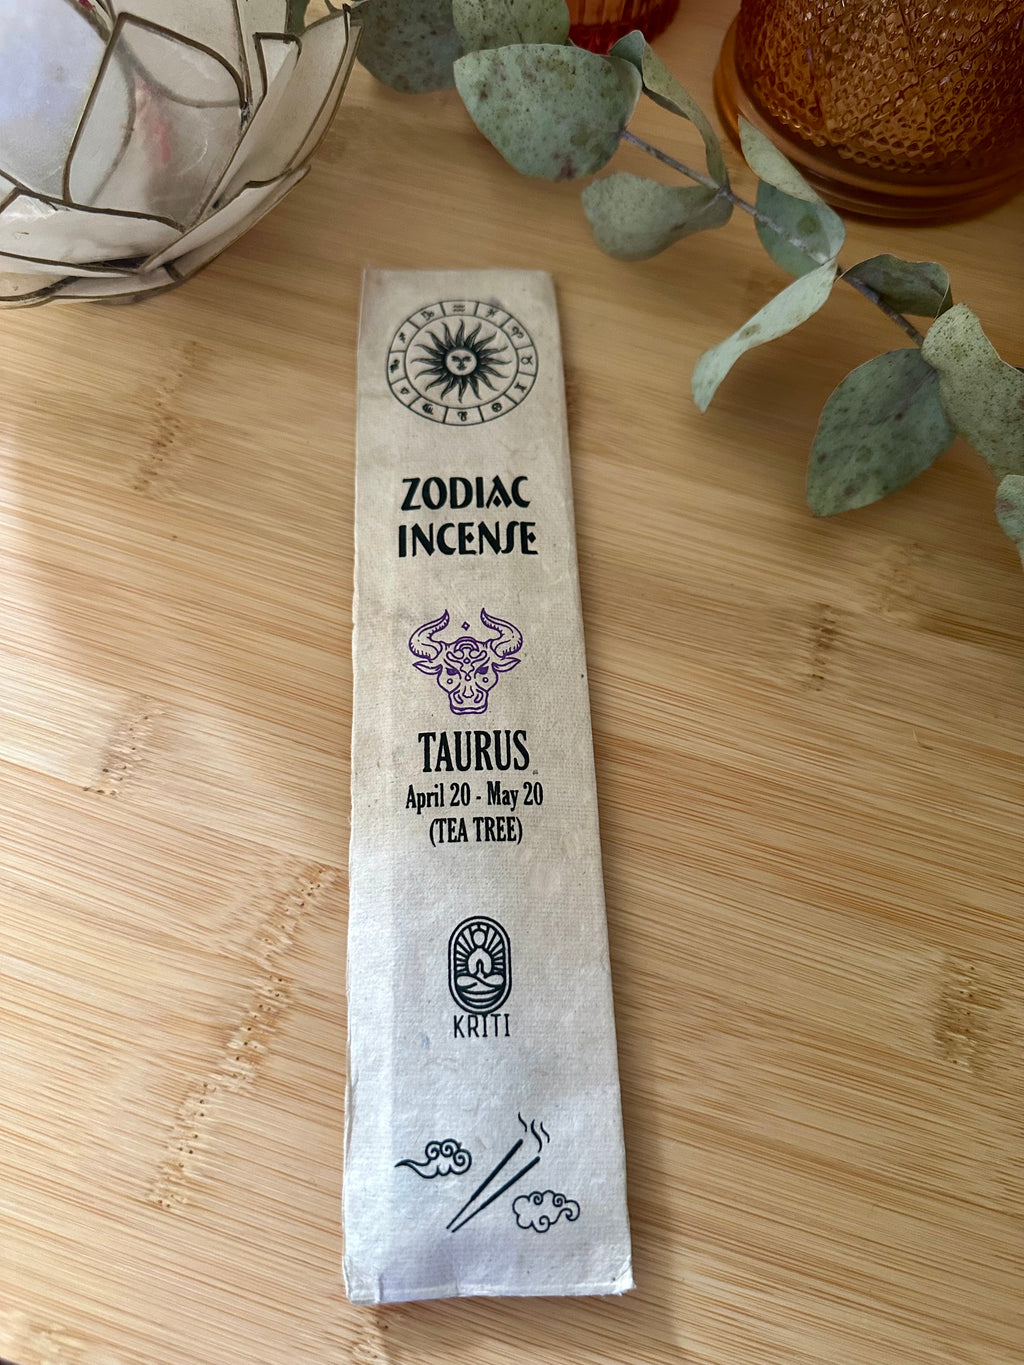 ZODIAC
INCENSE
TAURUS
April 20 - May 20
(TEA TREE)
KRITI